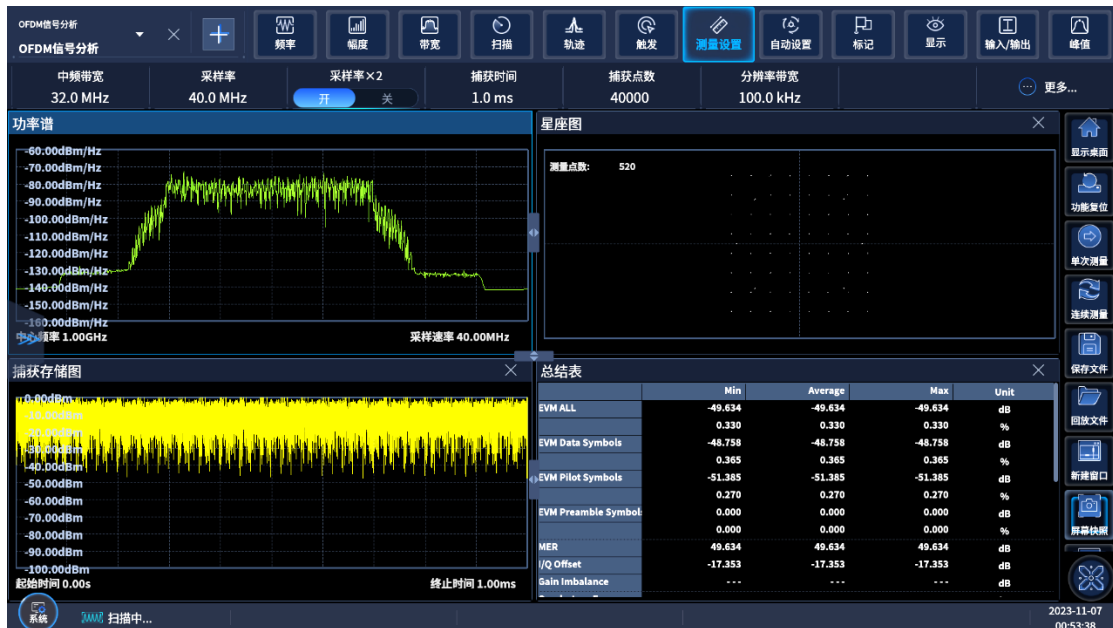 OFDM信号分析
OFDM信号分析
频率
幅度
带宽
扫描
轨迹
触发
测量设置
自动设置
标记
显示
输入/输出
峰值
中频带宽
32.0 MHz
采样率
40.0 MHz
采样率×2
开 关
捕获时间
1.0 ms
捕获点数
40000
分辨率带宽
100.0 kHz
更多...
功率谱
-60.00dBm/Hz
-70.00dBm/Hz
-80.00dBm/Hz
-90.00dBm/Hz
-100.00dBm/Hz
-110.00dBm/Hz
-120.00dBm/Hz
-130.00dBm/Hz
-140.00dBm/Hz
-150.00dBm/Hz
-160.00dBm/Hz
中心频率 1.00GHz 采样速率 40.00MHz
星座图
测量点数: 520
捕获存储图
0.00dBm
-10.00dBm
-20.00dBm
-30.00dBm
-40.00dBm
-50.00dBm
-60.00dBm
-70.00dBm
-80.00dBm
-90.00dBm
-100.00dBm
起始时间 0.00s 终止时间 1.00ms
总结表
Min Average Max Unit
EVM ALL -49.634 -49.634 -49.634 dB
0.330 0.330 0.330 %
EVM Data Symbols -48.758 -48.758 -48.758 dB
0.365 0.365 0.365 %
EVM Pilot Symbols -51.385 -51.385 -51.385 dB
0.270 0.270 0.270 %
EVM Preamble Symbol 0.000 0.000 0.000 dB
0.000 0.000 0.000 %
MER 49.634 49.634 49.634 dB
I/Q Offset -17.353 -17.353 -17.353 dB
Gain Imbalance --- --- --- dB
显示桌面
功能复位
单次测量
连续测量
保存文件
回放文件
新建窗口
屏幕快照
系统
扫描中...
2023-11-07
00:53:38